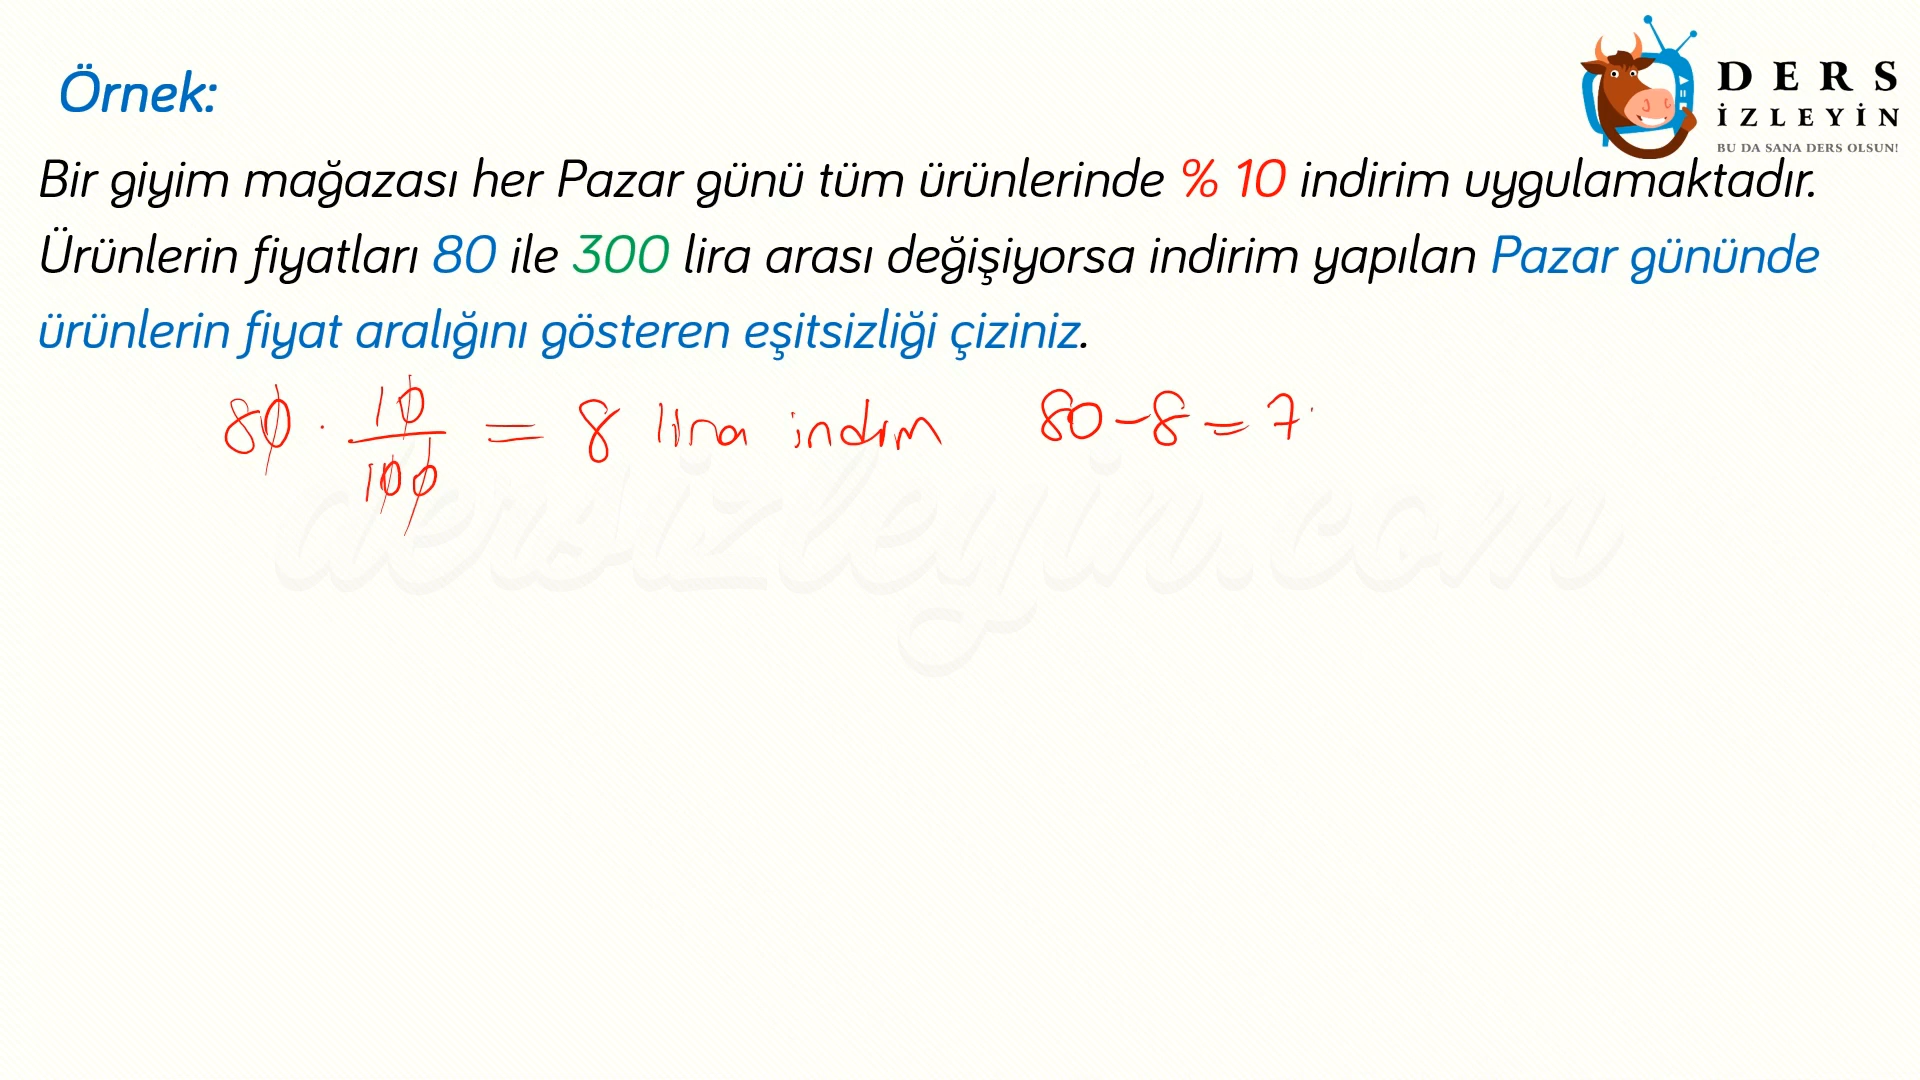 Örnek:
DERS
İZLEYİN
BU DA SANA DERS OLSUN!
Bir giyim mağazası her Pazar günü tüm ürünlerinde % 10 indirim uygulamaktadır.
Ürünlerin fiyatları 80 ile 300 lira arası değişiyorsa indirim yapılan Pazar gününde
ürünlerin fiyat aralığını gösteren eşitsizliği çiziniz.
80 · 10/100 = 8 lira indirim 80-8=7
dersizleyin.com